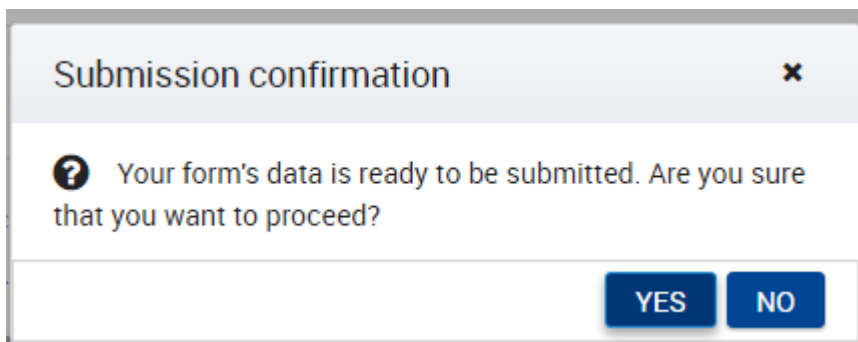 Submission confirmation
Your form's data is ready to be submitted. Are you sure
that you want to proceed?
YES NO